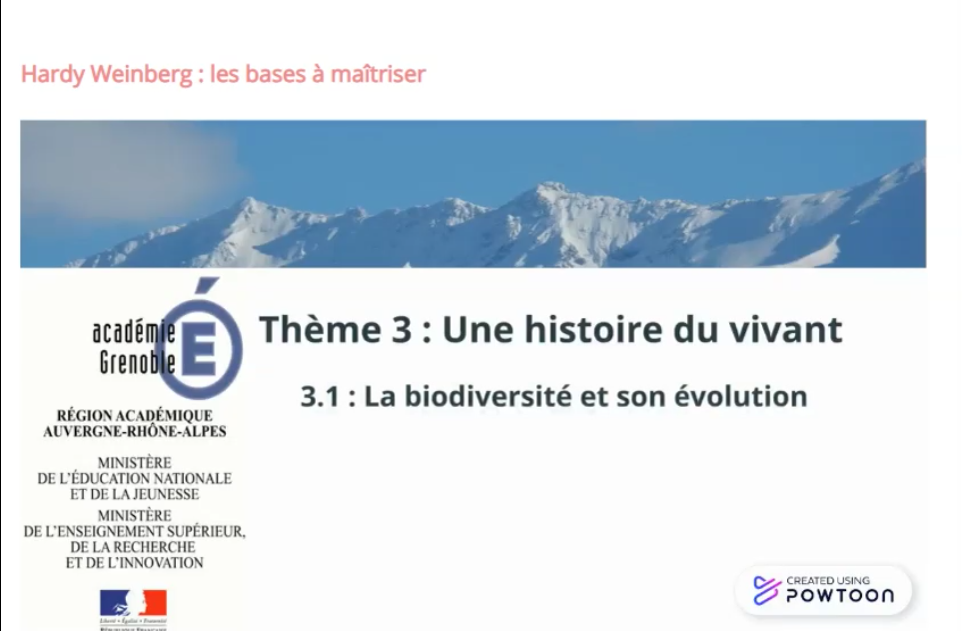 Hardy Weinberg : les bases à maîtriser
académie
Grenoble
É
RÉGION ACADÉMIQUE
AUVERGNE-RHÔNE-ALPES
MINISTÈRE
DE L'ÉDUCATION NATIONALE
ET DE LA JEUNESSE
MINISTÈRE
DE L'ENSEIGNEMENT SUPÉRIEUR,
DE LA RECHERCHE
ET DE L'INNOVATION
Liberté • Égalité • Fraternité
RÉPUBLIQUE FRANÇAISE
Thème 3 : Une histoire du vivant
3.1 : La biodiversité et son évolution
CREATED USING
POWTOON